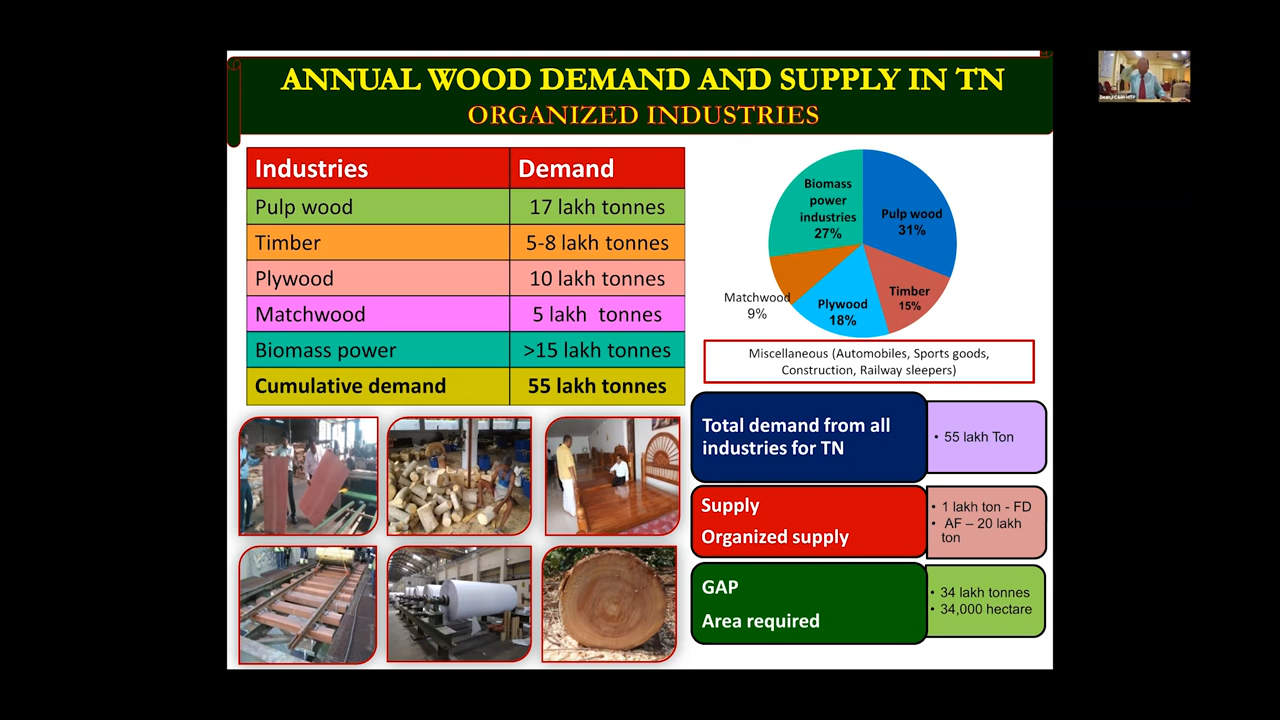 ANNUAL WOOD DEMAND AND SUPPLY IN TN
ORGANIZED INDUSTRIES
Industries Demand
Pulp wood 17 lakh tonnes
Timber 5-8 lakh tonnes
Plywood 10 lakh tonnes
Matchwood 5 lakh tonnes
Biomass power >15 lakh tonnes
Cumulative demand 55 lakh tonnes
Biomass
power
industries
27%
Pulp wood
31%
Timber
15%
Plywood
18%
Matchwood
9%
Miscellaneous (Automobiles, Sports goods,
Construction, Railway sleepers)
Total demand from all
industries for TN
• 55 lakh Ton
Supply
Organized supply
• 1 lakh ton - FD
• AF – 20 lakh
ton
GAP
Area required
• 34 lakh tonnes
• 34,000 hectare